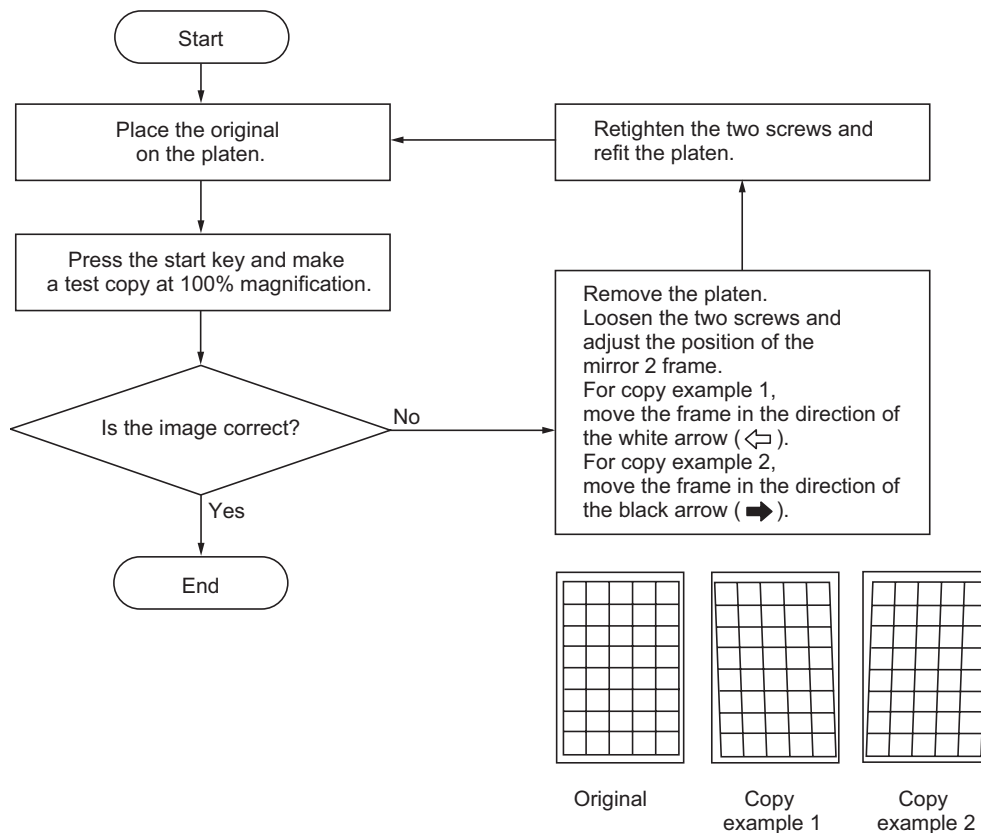 Start
Place the original
on the platen.
Press the start key and make
a test copy at 100% magnification.
Is the image correct?
No
Yes
End
Retighten the two screws and
refit the platen.
Remove the platen.
Loosen the two screws and
adjust the position of the
mirror 2 frame.
For copy example 1,
move the frame in the direction of
the white arrow (⇦).
For copy example 2,
move the frame in the direction of
the black arrow (➡).
Original
Copy
example 1
Copy
example 2